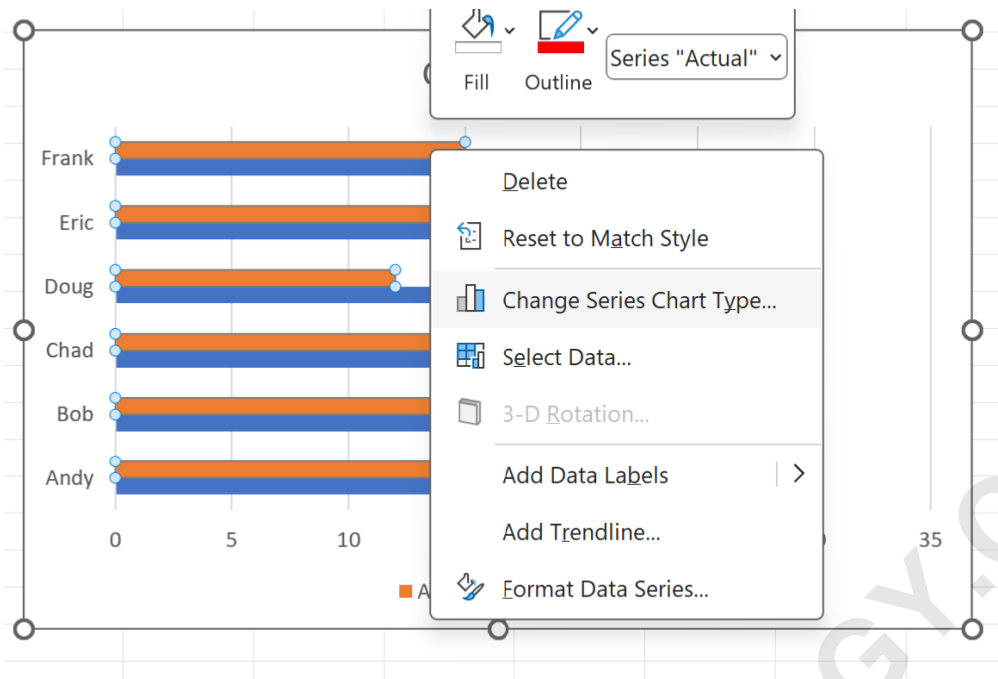 Fill
Outline
Series "Actual"
Frank
Eric
Doug
Chad
Bob
Andy
0
5
10
35
A
Delete
Reset to Match Style
Change Series Chart Type...
Select Data...
3-D Rotation...
Add Data Labels
Add Trendline...
Format Data Series...
GY.